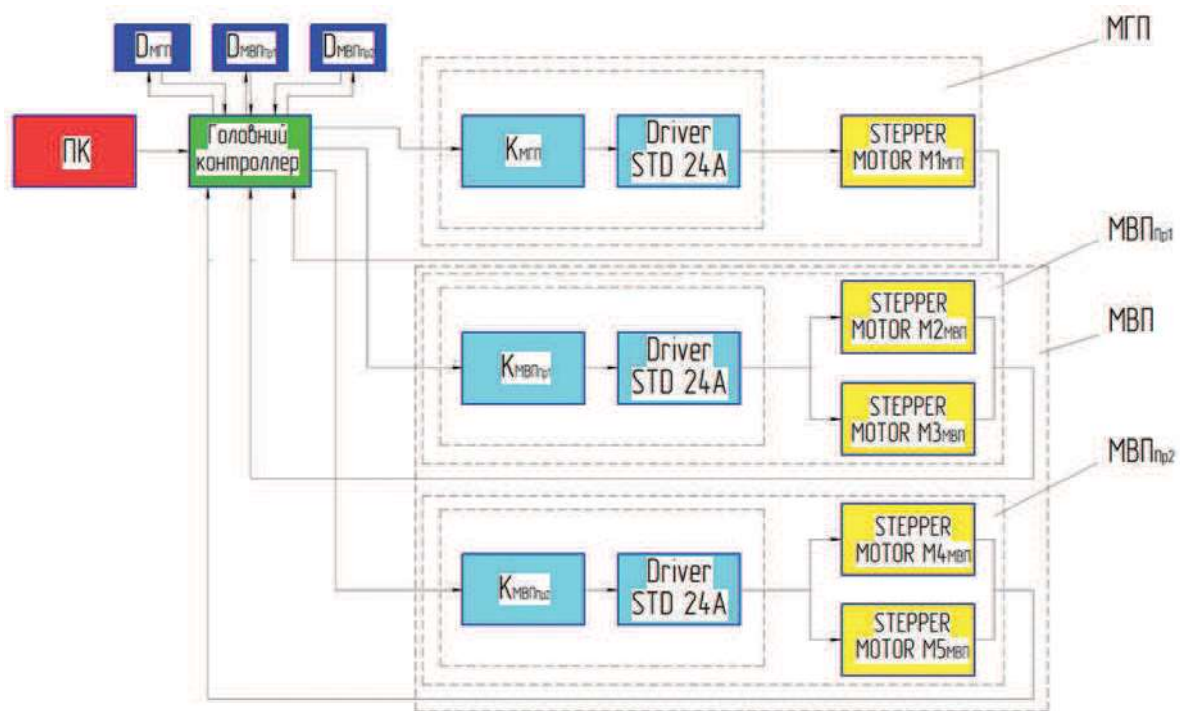 DМГП
DМВПпр1
DМВПпр2
МГП
ПК
Головний
контроллер
KМГП
Driver
STD 24A
STEPPER
MOTOR M1МГП
МВПпр1
STEPPER
MOTOR M2МВП
МВП
KМВПпр1
Driver
STD 24A
STEPPER
MOTOR M3МВП
МВПпр2
STEPPER
MOTOR M4МВП
KМВПпр2
Driver
STD 24A
STEPPER
MOTOR M5МВП